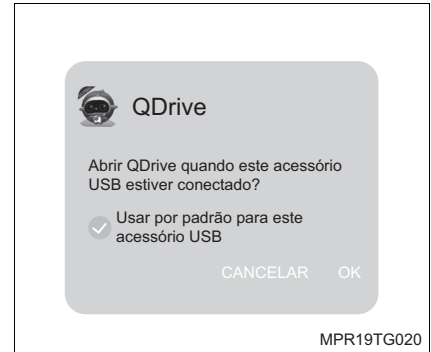 QDrive
Abrir QDrive quando este acessório
USB estiver conectado?
Usar por padrão para este
acessório USB
CANCELAR OK
MPR19TG020